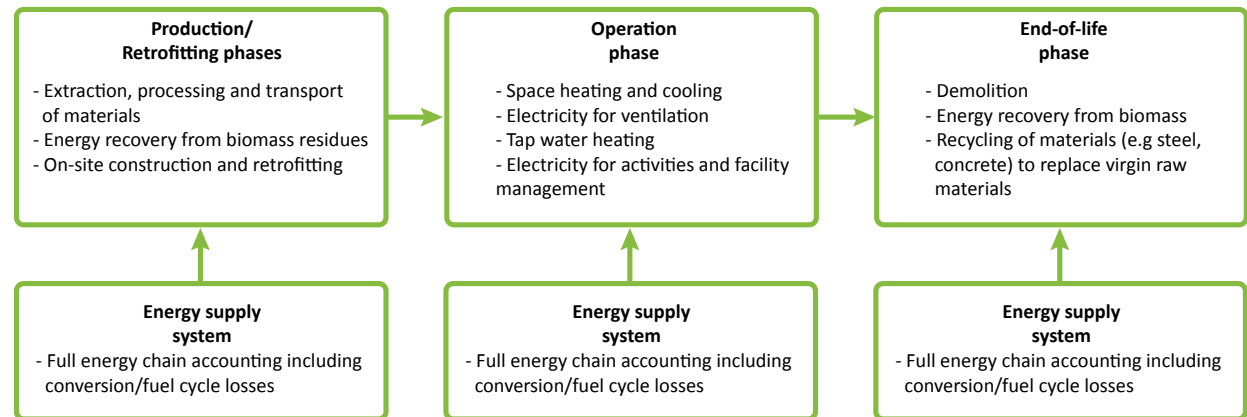 Production/
Retrofitting phases
- Extraction, processing and transport
of materials
- Energy recovery from biomass residues
- On-site construction and retrofitting
Operation
phase
- Space heating and cooling
- Electricity for ventilation
- Tap water heating
- Electricity for activities and facility
management
End-of-life
phase
- Demolition
- Energy recovery from biomass
- Recycling of materials (e.g steel,
concrete) to replace virgin raw
materials
Energy supply
system
- Full energy chain accounting including
conversion/fuel cycle losses
Energy supply
system
- Full energy chain accounting including
conversion/fuel cycle losses
Energy supply
system
- Full energy chain accounting including
conversion/fuel cycle losses